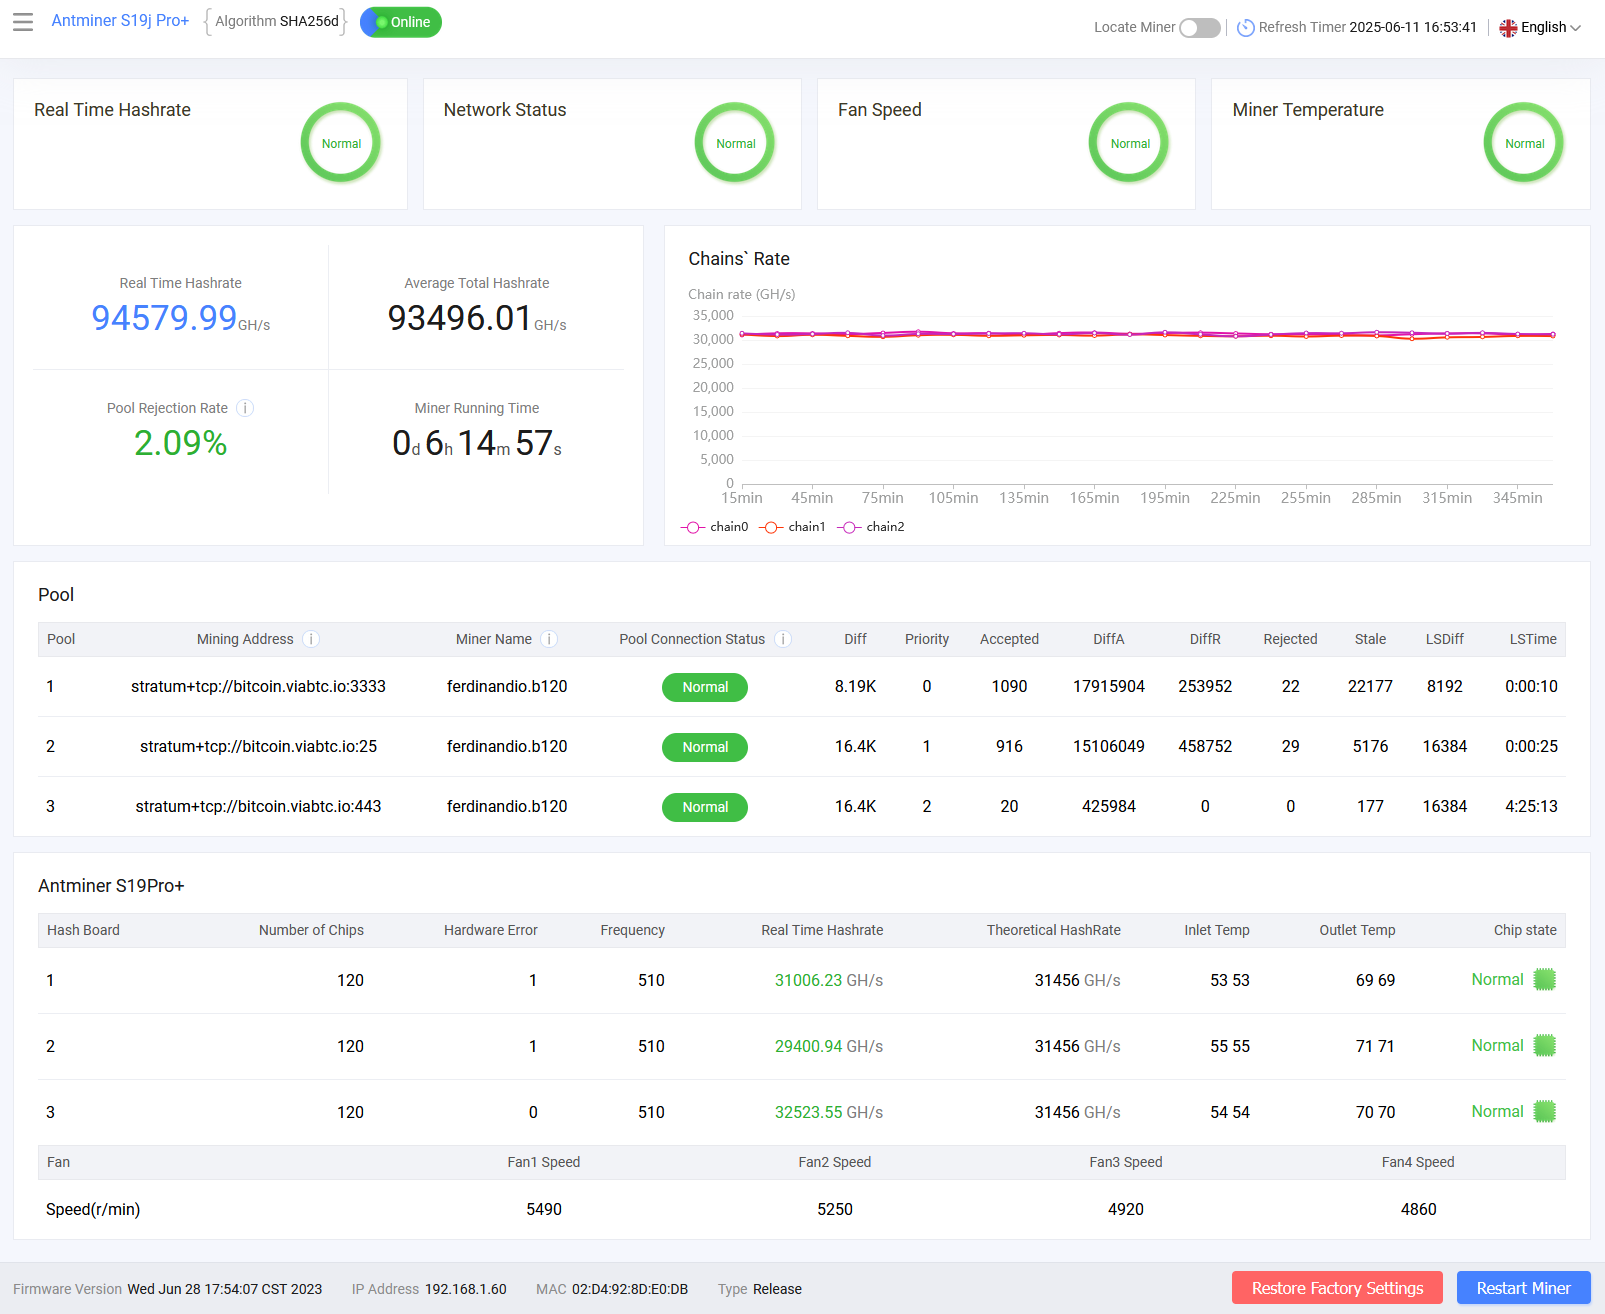 Antminer S19j Pro+ Algorithm SHA256d Online Locate Miner Refresh Timer 2025-06-11 16:53:41 English
Real Time Hashrate Normal
Network Status Normal
Fan Speed Normal
Miner Temperature Normal
Real Time Hashrate
94579.99GH/s
Average Total Hashrate
93496.01GH/s
Pool Rejection Rate
2.09%
Miner Running Time
0d 6h 14m 57s
Chains` Rate
Chain rate (GH/s)
35,000
30,000
25,000
20,000
15,000
10,000
5,000
0
15min 45min 75min 105min 135min 165min 195min 225min 255min 285min 315min 345min
chain0 chain1 chain2
Pool
Pool Mining Address Miner Name Pool Connection Status Diff Priority Accepted DiffA DiffR Rejected Stale LSDiff LSTime
1 stratum+tcp://bitcoin.viabtc.io:3333 ferdinandio.b120 Normal 8.19K 0 1090 17915904 253952 22 22177 8192 0:00:10
2 stratum+tcp://bitcoin.viabtc.io:25 ferdinandio.b120 Normal 16.4K 1 916 15106049 458752 29 5176 16384 0:00:25
3 stratum+tcp://bitcoin.viabtc.io:443 ferdinandio.b120 Normal 16.4K 2 20 425984 0 0 177 16384 4:25:13
Antminer S19Pro+
Hash Board Number of Chips Hardware Error Frequency Real Time Hashrate Theoretical HashRate Inlet Temp Outlet Temp Chip state
1 120 1 510 31006.23 GH/s 31456 GH/s 53 53 69 69 Normal
2 120 1 510 29400.94 GH/s 31456 GH/s 55 55 71 71 Normal
3 120 0 510 32523.55 GH/s 31456 GH/s 54 54 70 70 Normal
Fan Fan1 Speed Fan2 Speed Fan3 Speed Fan4 Speed
Speed(r/min) 5490 5250 4920 4860
Firmware Version Wed Jun 28 17:54:07 CST 2023 IP Address 192.168.1.60 MAC 02:D4:92:8D:E0:DB Type Release Restore Factory Settings Restart Miner